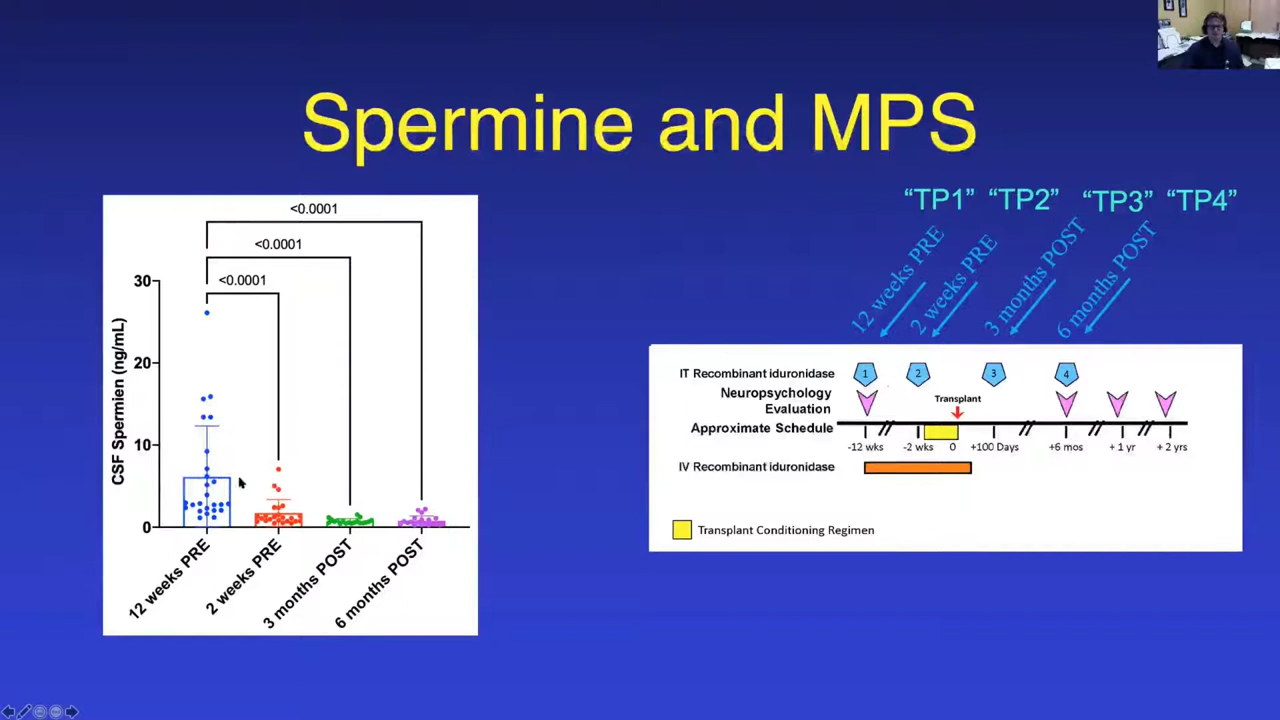 Spermine and MPS
<0.0001
<0.0001
<0.0001
30
20
10
0
CSF Spermien (ng/mL)
12 weeks PRE
2 weeks PRE
3 months POST
6 months POST
“TP1” “TP2” “TP3” “TP4”
12 weeks PRE
2 weeks PRE
3 months POST
6 months POST
IT Recombinant iduronidase
1 2 3 4
Neuropsychology
Evaluation
Transplant
Approximate Schedule
-12 wks -2 wks 0 +100 Days +6 mos + 1 yr + 2 yrs
IV Recombinant iduronidase
Transplant Conditioning Regimen